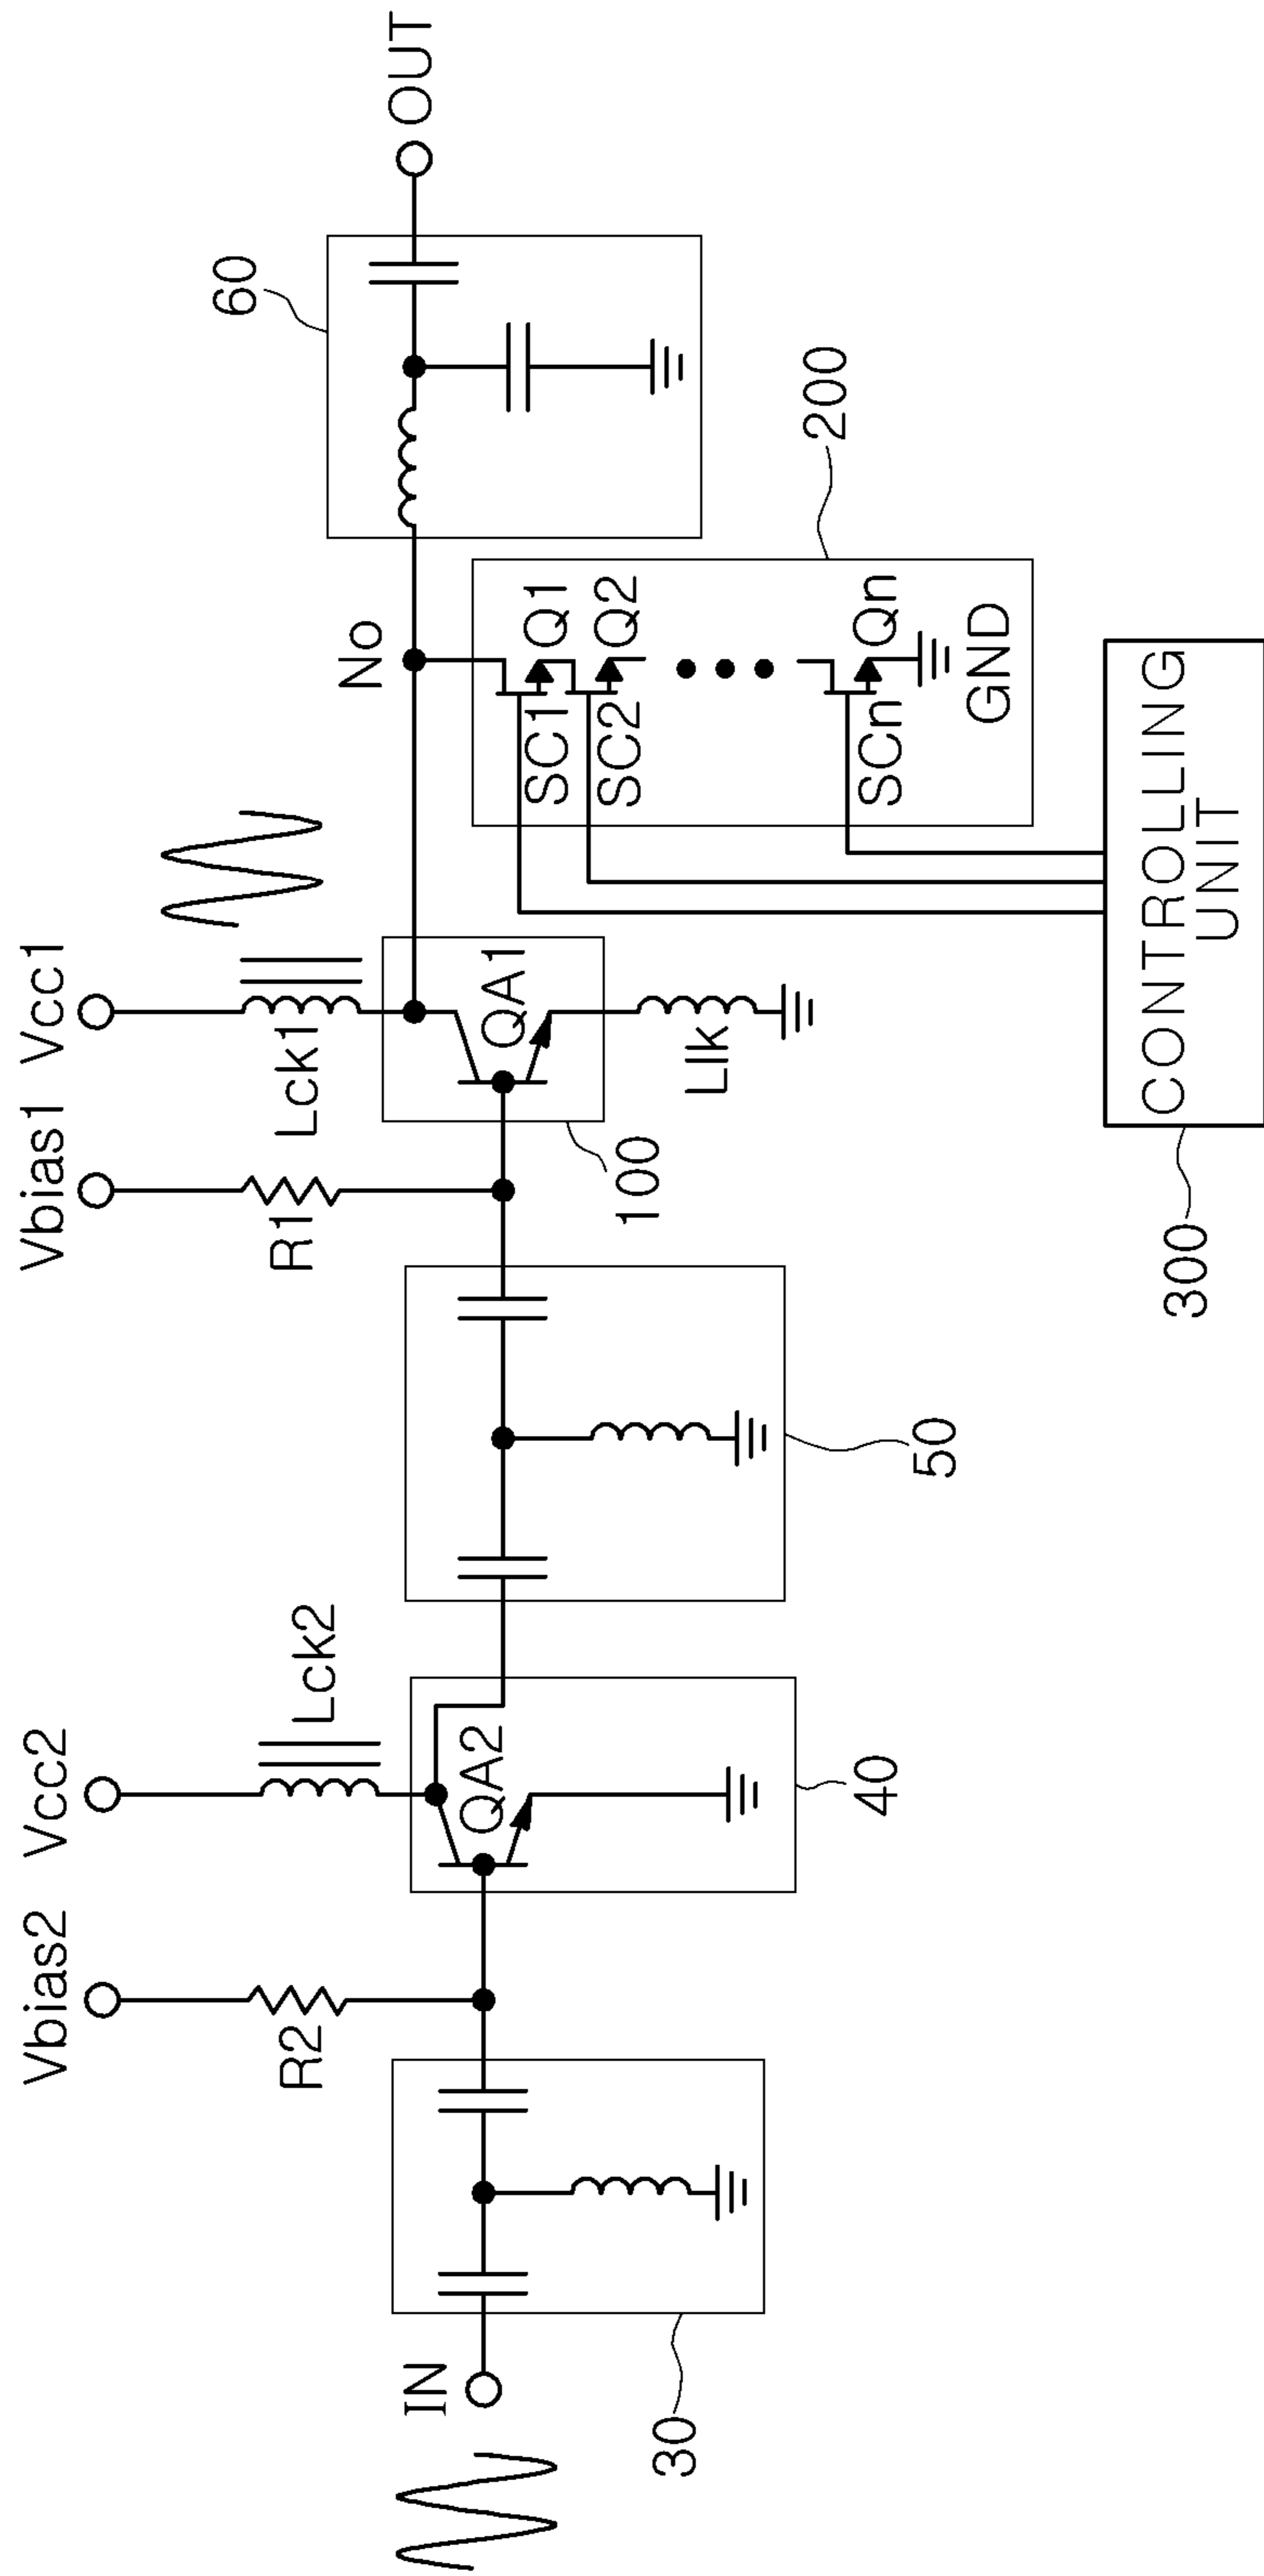 Vbias2
Vcc2
Vbias1
Vcc1
R2
Lck2
R1
Lck1
IN
QA2
QA1
Llk
No
OUT
30
40
50
100
60
SC1
Q1
SC2
Q2
SCn
Qn
GND
200
CONTROLLING
UNIT
300